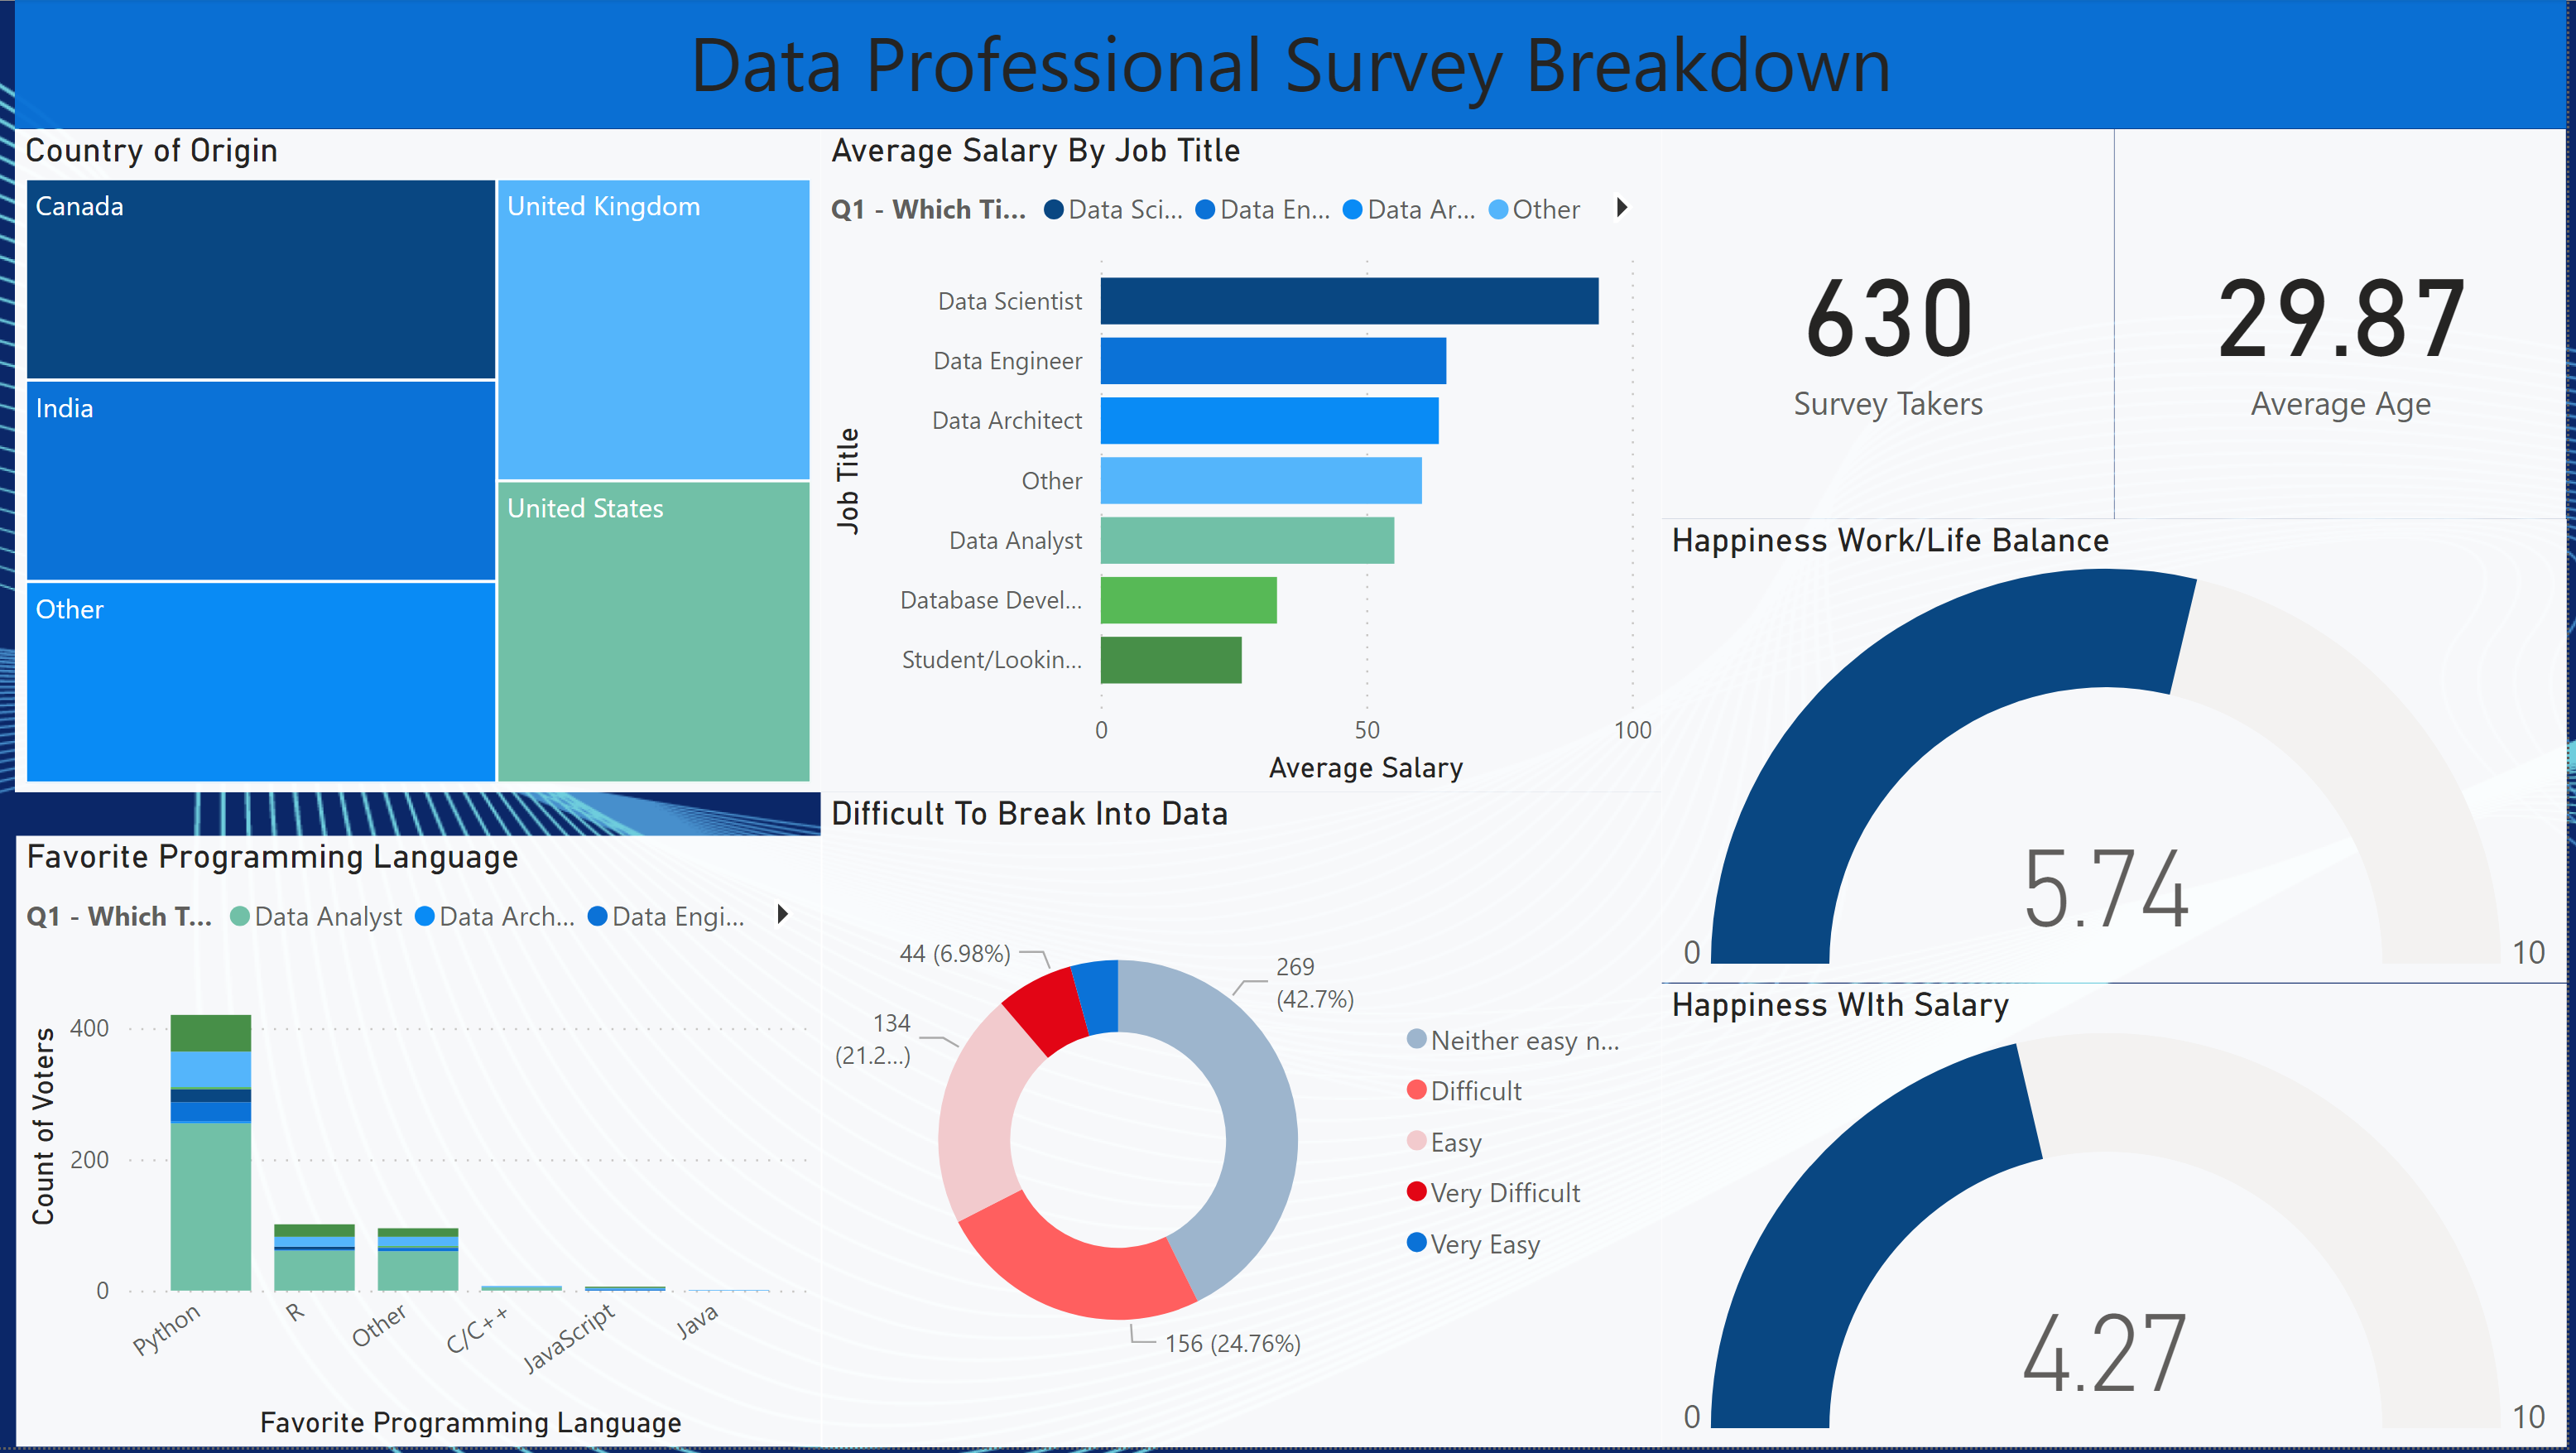 Data Professional Survey Breakdown
Country of Origin
Canada
India
Other
United Kingdom
United States
Average Salary By Job Title
Q1 - Which Ti... Data Sci... Data En... Data Ar... Other
Job Title
Data Scientist
Data Engineer
Data Architect
Other
Data Analyst
Database Devel...
Student/Lookin...
0 50 100
Average Salary
630
Survey Takers
29.87
Average Age
Happiness Work/Life Balance
5.74
0 10
Happiness WIth Salary
4.27
0 10
Favorite Programming Language
Q1 - Which T... Data Analyst Data Arch... Data Engi...
Count of Voters
400
200
0
Python R Other C/C++ JavaScript Java
Favorite Programming Language
Difficult To Break Into Data
44 (6.98%)
269
(42.7%)
134
(21.2...)
156 (24.76%)
Neither easy n...
Difficult
Easy
Very Difficult
Very Easy